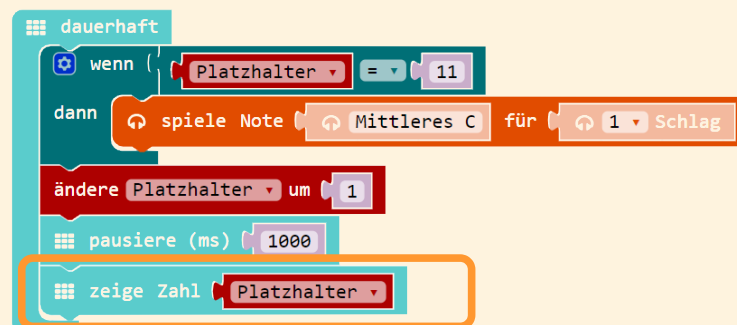 dauerhaft
wenn ( Platzhalter = 11
dann spiele Note Mittleres C für 1 Schlag
ändere Platzhalter um 1
pausiere (ms) 1000
zeige Zahl Platzhalter